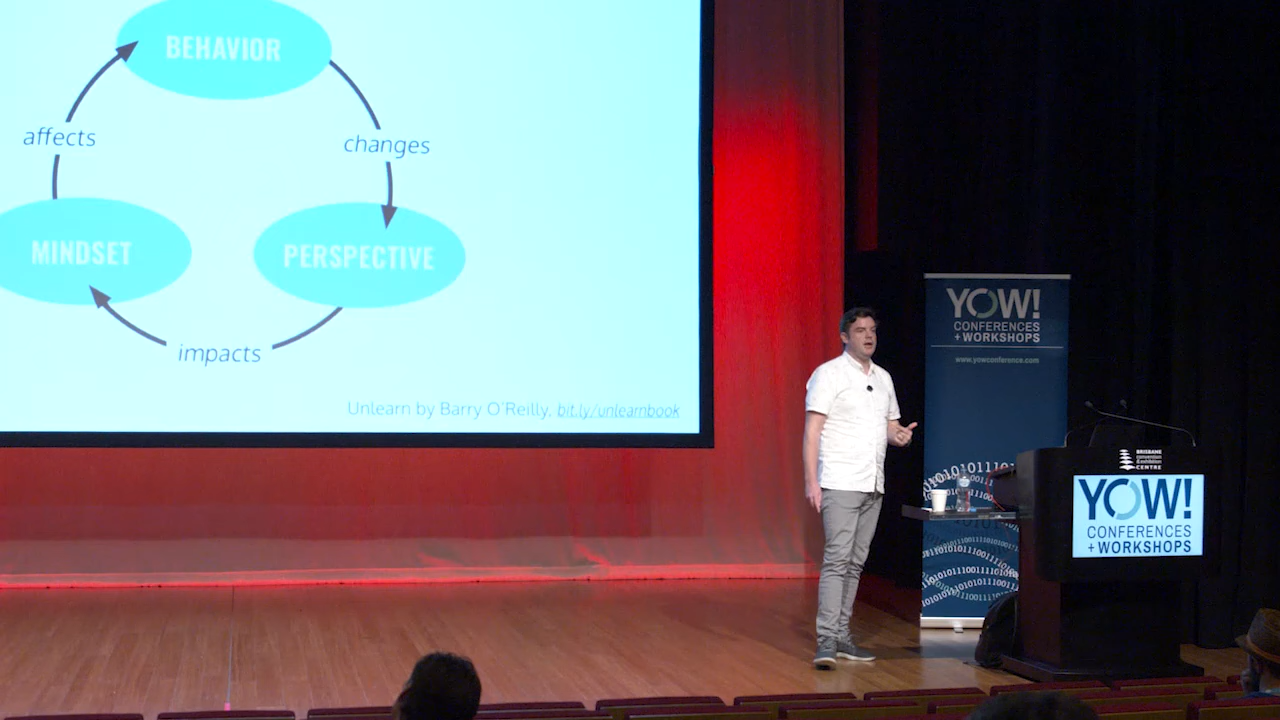 BEHAVIOR
affects
changes
MINDSET
PERSPECTIVE
impacts
Unlearn by Barry O'Reilly, bit.ly/unlearnbook
YOW!
CONFERENCES
+WORKSHOPS
www.yowconference.com
BRISBANE
convention
& exhibition
CENTRE
YOW!
CONFERENCES
+WORKSHOPS